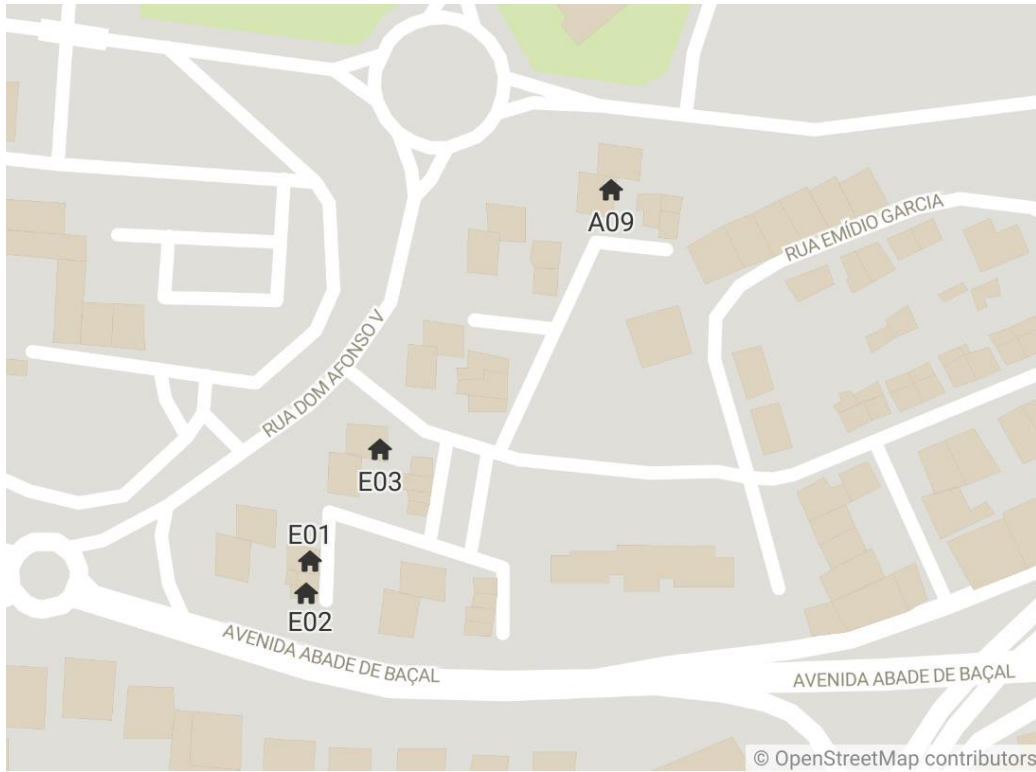 A09
RUA EMÍDIO GARCIA
RUA DOM AFONSO V
E03
E01
E02
AVENIDA ABADE DE BAÇAL
AVENIDA ABADE DE BAÇAL
© OpenStreetMap contributors